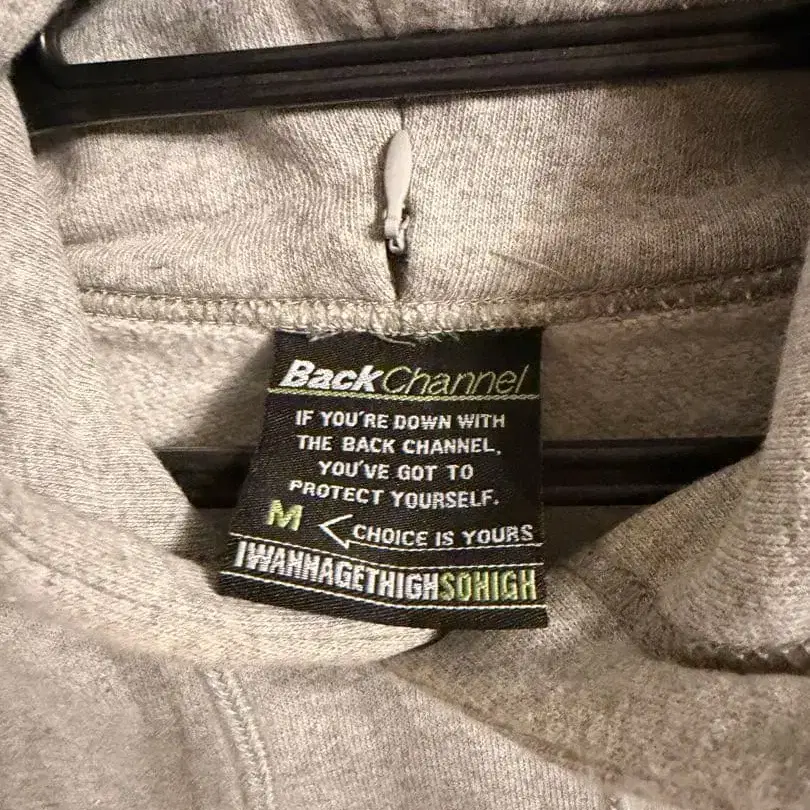 BackChannel
IF YOU'RE DOWN WITH
THE BACK CHANNEL,
YOU'VE GOT TO
PROTECT YOURSELF.
M < CHOICE IS YOURS
IWANNAGETHIGHSOHIGH